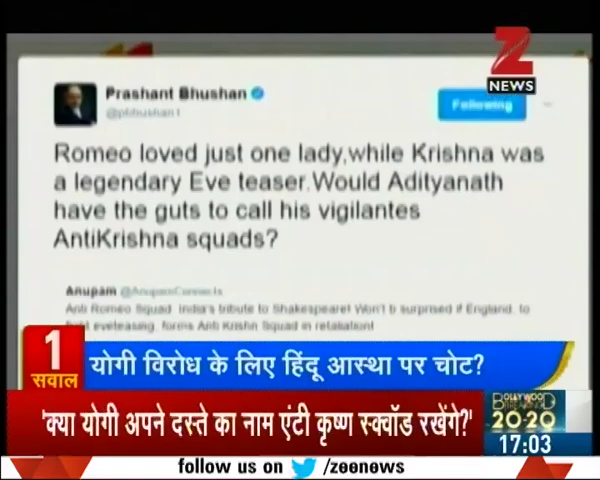 Z
NEWS
Prashant Bhushan
@pbhushan1
Following
Romeo loved just one lady,while Krishna was
a legendary Eve teaser.Would Adityanath
have the guts to call his vigilantes
AntiKrishna squads?
Anupam @AnupamConnects
Anti Romeo Squad India's tribute to Shakespeare! Won't b surprised if England, to
eveteasing, forms Anti Krishn Squad in retaliation!
1
सवाल
योगी विरोध के लिए हिंदू आस्था पर चोट?
'क्या योगी अपने दस्ते का नाम एंटी कृष्ण स्क्वॉड रखेंगे?'
BOLLYWOOD
BREAKING
20-20
17:03
follow us on /zeenews